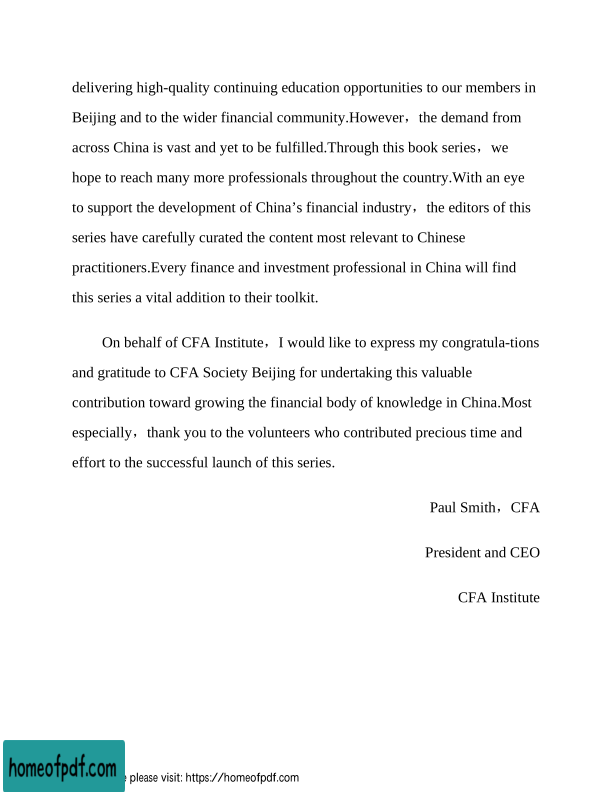 delivering high-quality continuing education opportunities to our members in
Beijing and to the wider financial community.However，the demand from
across China is vast and yet to be fulfilled.Through this book series，we
hope to reach many more professionals throughout the country.With an eye
to support the development of China’s financial industry，the editors of this
series have carefully curated the content most relevant to Chinese
practitioners.Every finance and investment professional in China will find
this series a vital addition to their toolkit.
On behalf of CFA Institute，I would like to express my congratula-tions
and gratitude to CFA Society Beijing for undertaking this valuable
contribution toward growing the financial body of knowledge in China.Most
especially，thank you to the volunteers who contributed precious time and
effort to the successful launch of this series.
Paul Smith，CFA
President and CEO
CFA Institute
homeofpdf.com
please visit: https://homeofpdf.com